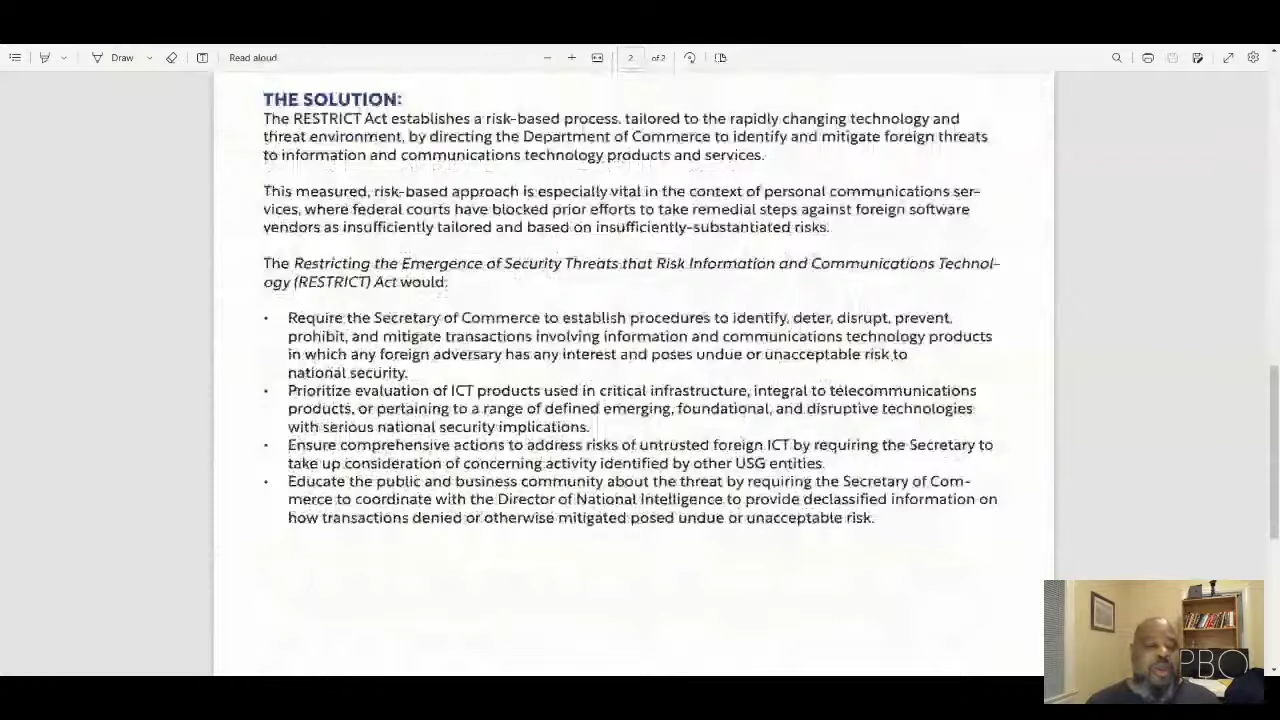 Draw
Read aloud
2
of 2
THE SOLUTION:
The RESTRICT Act establishes a risk-based process, tailored to the rapidly changing technology and
threat environment, by directing the Department of Commerce to identify and mitigate foreign threats
to information and communications technology products and services.
This measured, risk-based approach is especially vital in the context of personal communications ser-
vices, where federal courts have blocked prior efforts to take remedial steps against foreign software
vendors as insufficiently tailored and based on insufficiently-substantiated risks.
The Restricting the Emergence of Security Threats that Risk Information and Communications Technol-
ogy (RESTRICT) Act would:
• Require the Secretary of Commerce to establish procedures to identify, deter, disrupt, prevent,
prohibit, and mitigate transactions involving information and communications technology products
in which any foreign adversary has any interest and poses undue or unacceptable risk to
national security.
• Prioritize evaluation of ICT products used in critical infrastructure, integral to telecommunications
products, or pertaining to a range of defined emerging, foundational, and disruptive technologies
with serious national security implications.
• Ensure comprehensive actions to address risks of untrusted foreign ICT by requiring the Secretary to
take up consideration of concerning activity identified by other USG entities.
• Educate the public and business community about the threat by requiring the Secretary of Com-
merce to coordinate with the Director of National Intelligence to provide declassified information on
how transactions denied or otherwise mitigated posed undue or unacceptable risk.
PBO